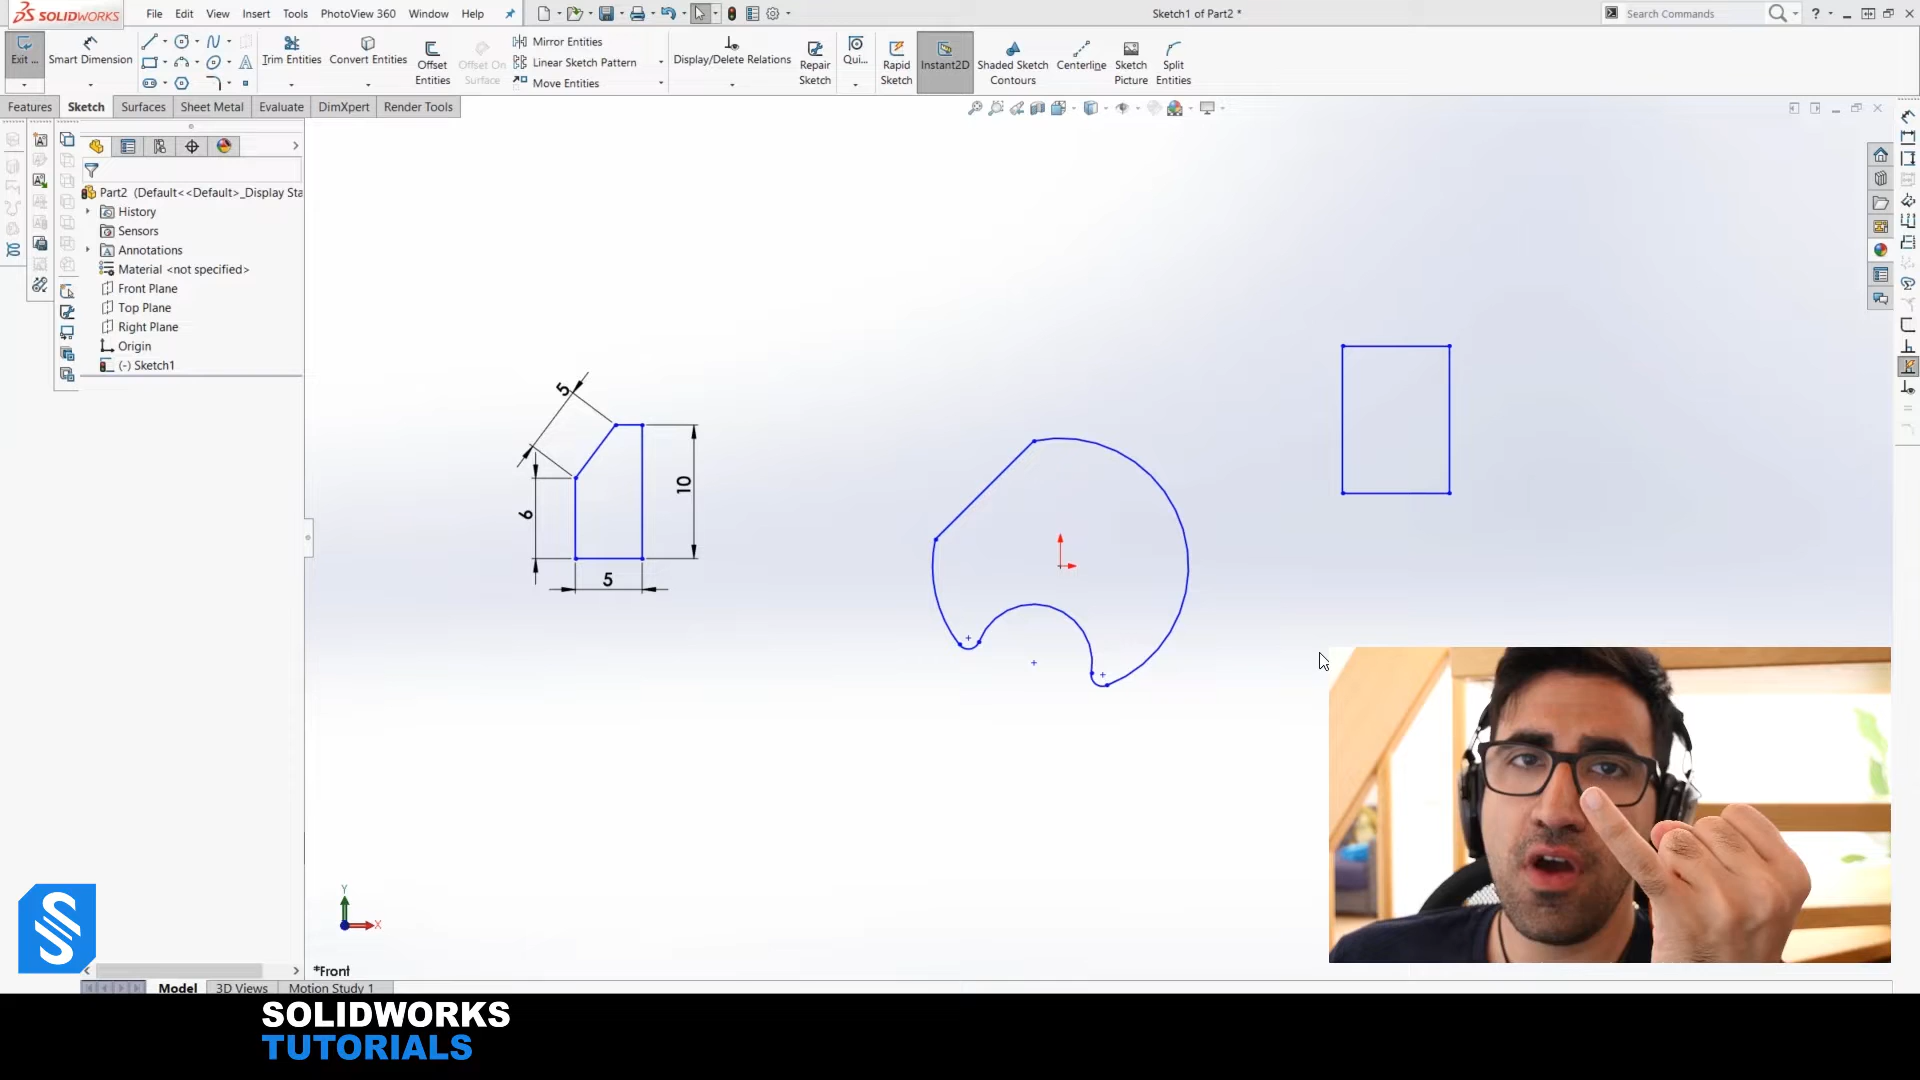 SOLIDWORKS
File Edit View Insert Tools PhotoView 360 Window Help
Sketch1 of Part2 *
Search Commands
?
Exit ...
Smart Dimension
Trim Entities
Convert Entities
Offset Entities
Offset On Surface
Mirror Entities
Linear Sketch Pattern
Move Entities
Display/Delete Relations
Repair Sketch
Qui...
Rapid Sketch
Instant2D
Shaded Sketch Contours
Centerline
Sketch Picture
Split Entities
Features Sketch Surfaces Sheet Metal Evaluate DimXpert Render Tools
Part2 (Default<<Default>_Display Sta
History
Sensors
Annotations
Material <not specified>
Front Plane
Top Plane
Right Plane
Origin
(-) Sketch1
5
10
6
5
Y
X
*Front
Model 3D Views Motion Study 1
SOLIDWORKS
TUTORIALS